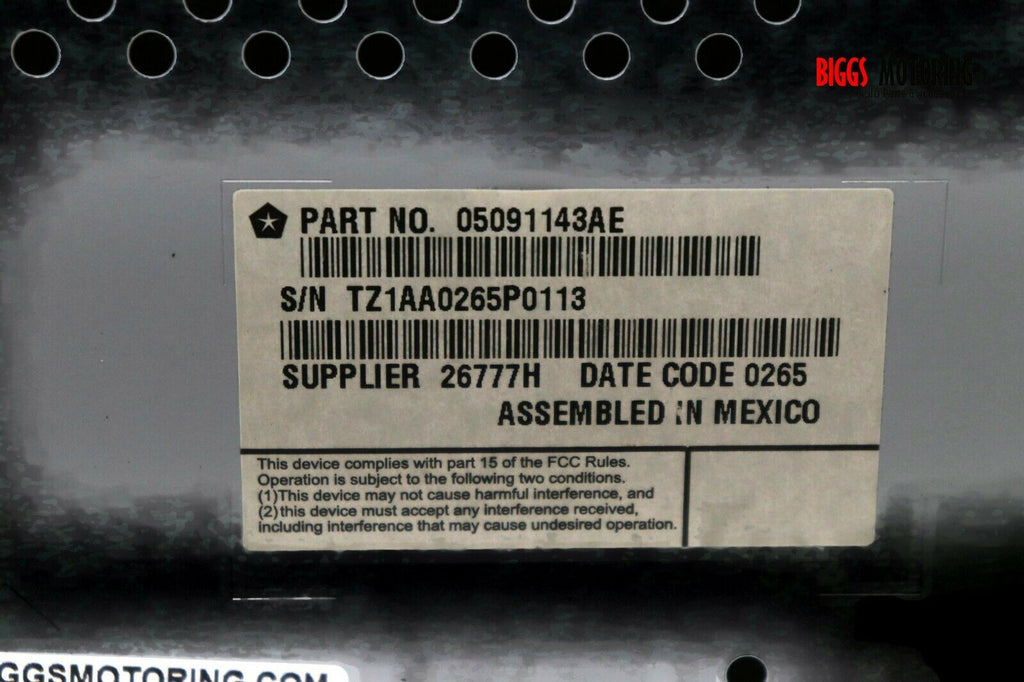 BIGGS MOTORING
PART NO. 05091143AE
S/N TZ1AA0265P0113
SUPPLIER 26777H DATE CODE 0265
ASSEMBLED IN MEXICO
This device complies with part 15 of the FCC Rules.
Operation is subject to the following two conditions.
(1)This device may not cause harmful interference, and
(2)this device must accept any interference received,
including interference that may cause undesired operation.
GGSMOTORING.COM